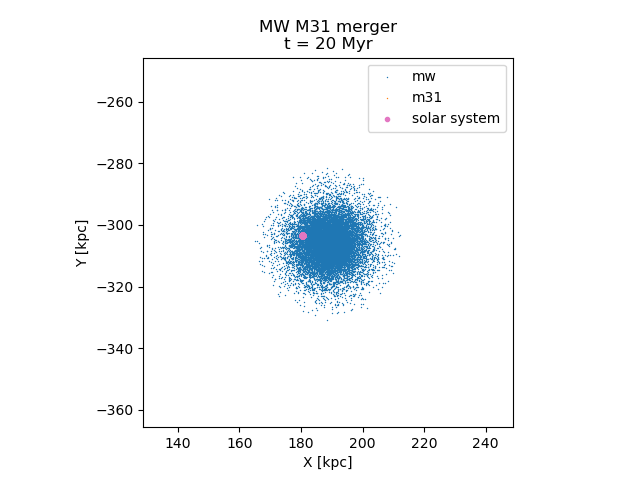 MW M31 merger
t = 20 Myr
mw
m31
solar system
−260
−280
−300
−320
−340
−360
Y [kpc]
140 160 180 200 220 240
X [kpc]